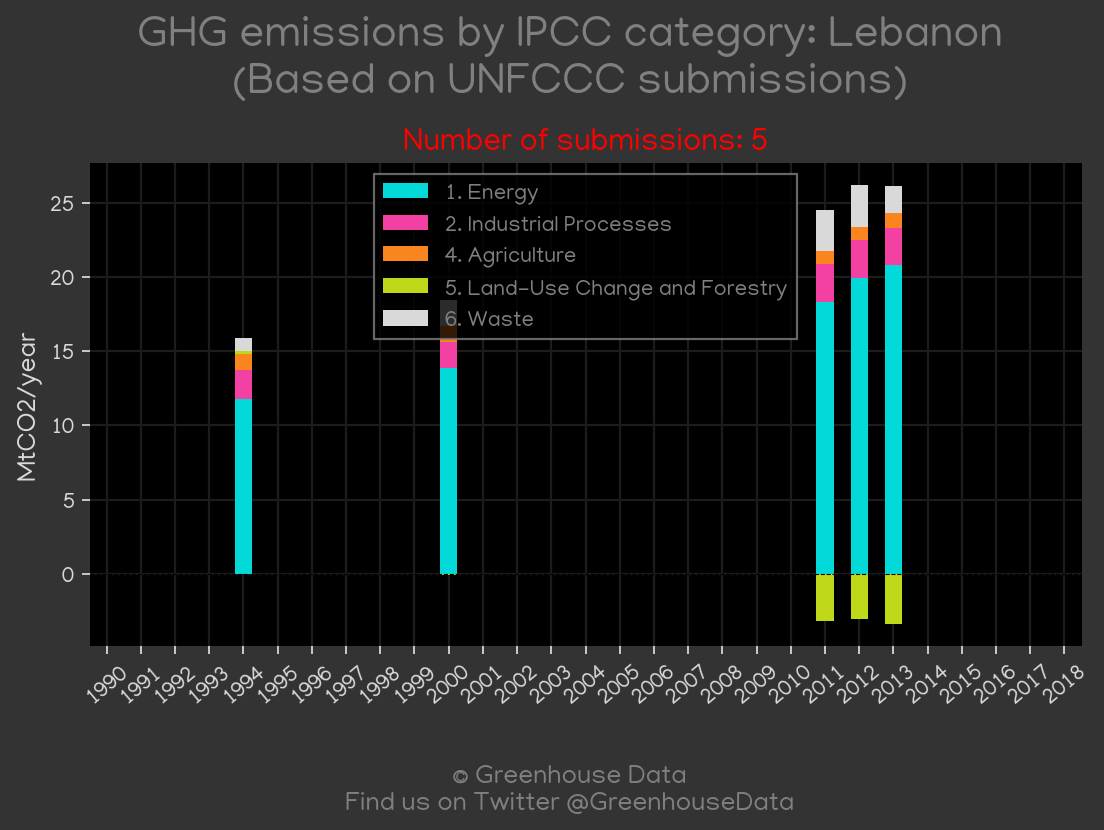 GHG emissions by IPCC category: Lebanon
(Based on UNFCCC submissions)
Number of submissions: 5
1. Energy
2. Industrial Processes
4. Agriculture
5. Land-Use Change and Forestry
6. Waste
MtCO2/year
25
20
15
10
5
0
1990 1991 1992 1993 1994 1995 1996 1997 1998 1999 2000 2001 2002 2003 2004 2005 2006 2007 2008 2009 2010 2011 2012 2013 2014 2015 2016 2017 2018
© Greenhouse Data
Find us on Twitter @GreenhouseData